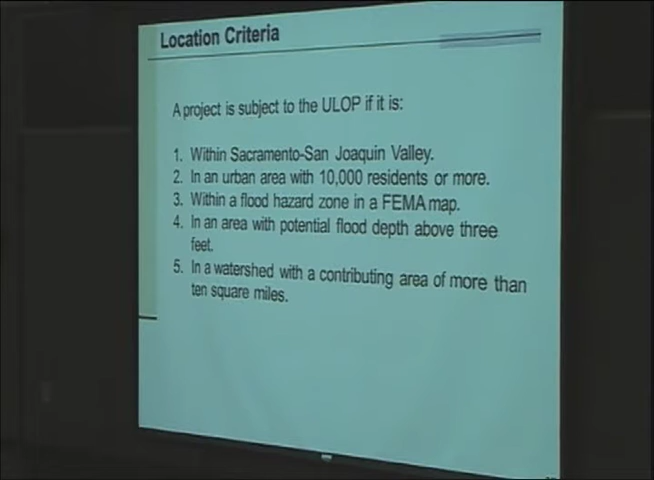 Location Criteria
A project is subject to the ULOP if it is:
1. Within Sacramento-San Joaquin Valley.
2. In an urban area with 10,000 residents or more.
3. Within a flood hazard zone in a FEMA map.
4. In an area with potential flood depth above three
feet.
5. In a watershed with a contributing area of more than
ten square miles.